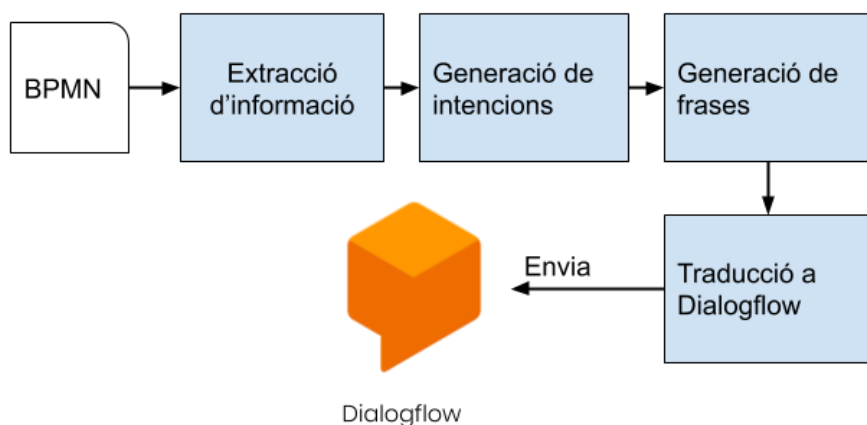 BPMN
Extracció
d'informació
Generació de
intencions
Generació de
frases
Traducció a
Dialogflow
Envia
Dialogflow